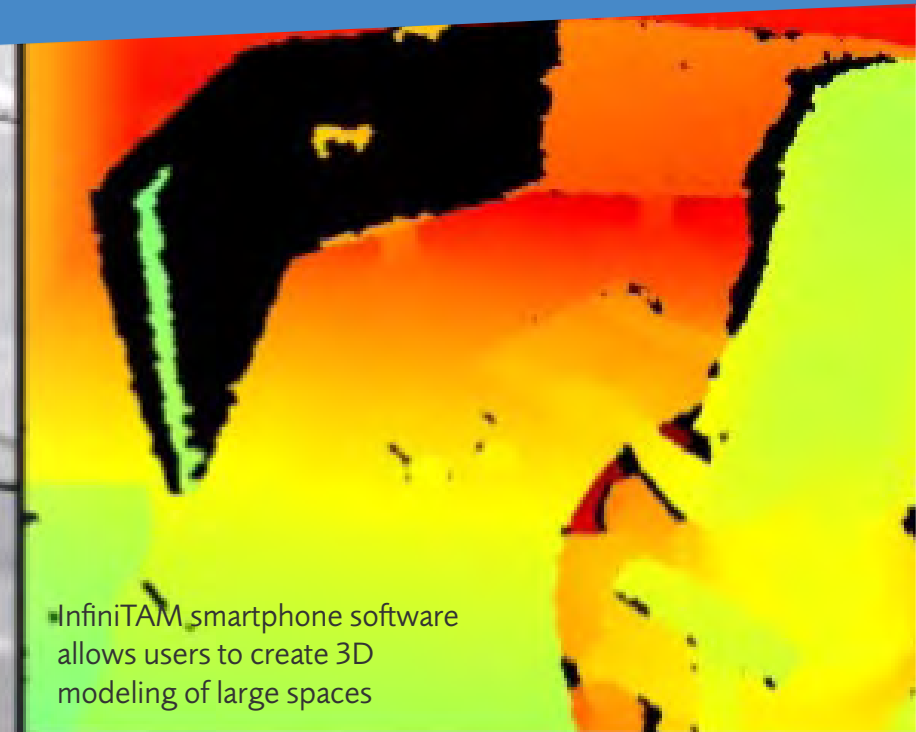 InfiniTAM smartphone software
allows users to create 3D
modeling of large spaces